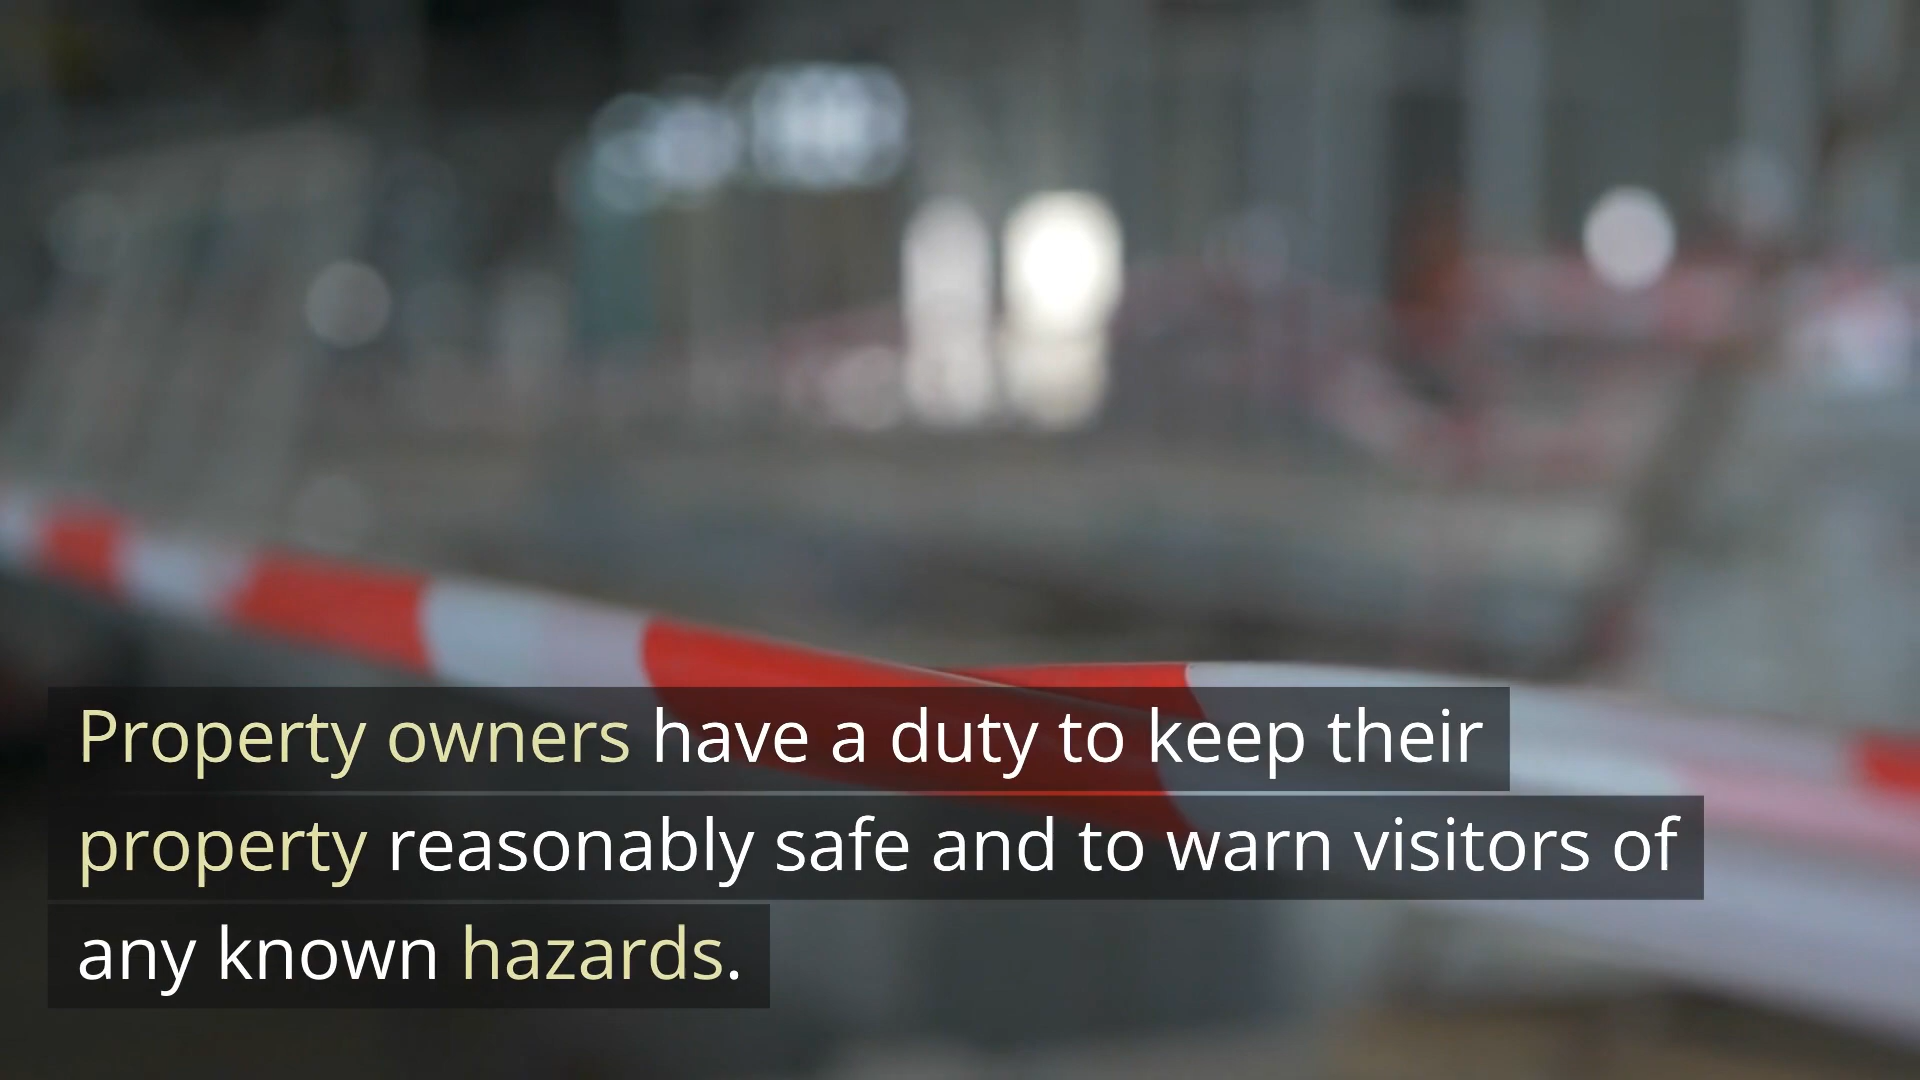 Property owners have a duty to keep their
property reasonably safe and to warn visitors of
any known hazards.